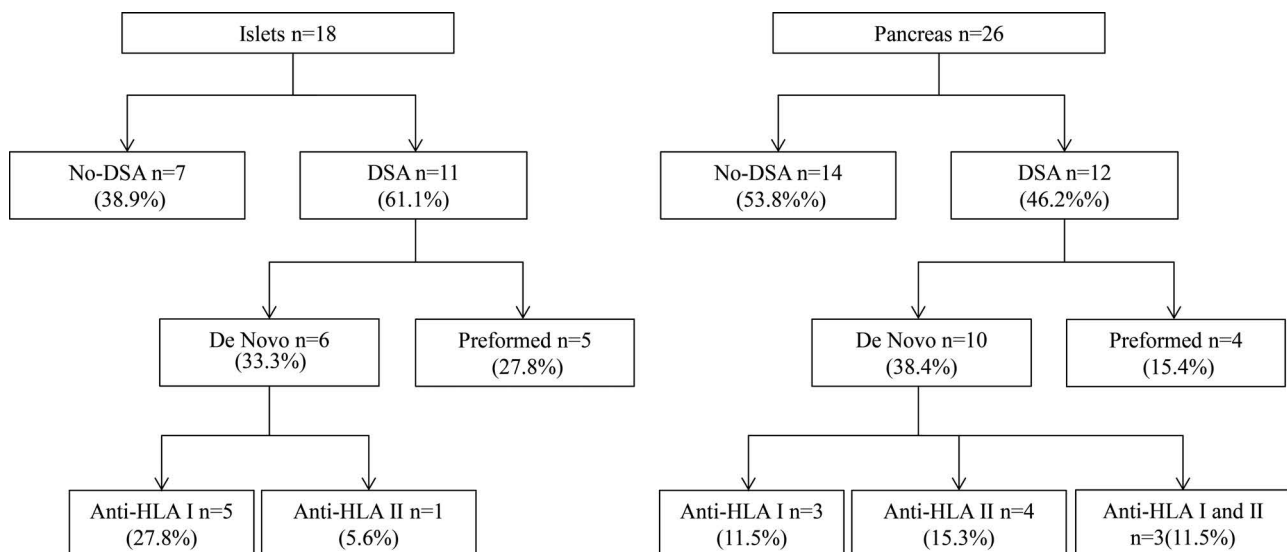 Islets n=18
No-DSA n=7
(38.9%)
DSA n=11
(61.1%)
De Novo n=6
(33.3%)
Preformed n=5
(27.8%)
Anti-HLA I n=5
(27.8%)
Anti-HLA II n=1
(5.6%)
Pancreas n=26
No-DSA n=14
(53.8%%)
DSA n=12
(46.2%%)
De Novo n=10
(38.4%)
Preformed n=4
(15.4%)
Anti-HLA I n=3
(11.5%)
Anti-HLA II n=4
(15.3%)
Anti-HLA I and II
n=3(11.5%)